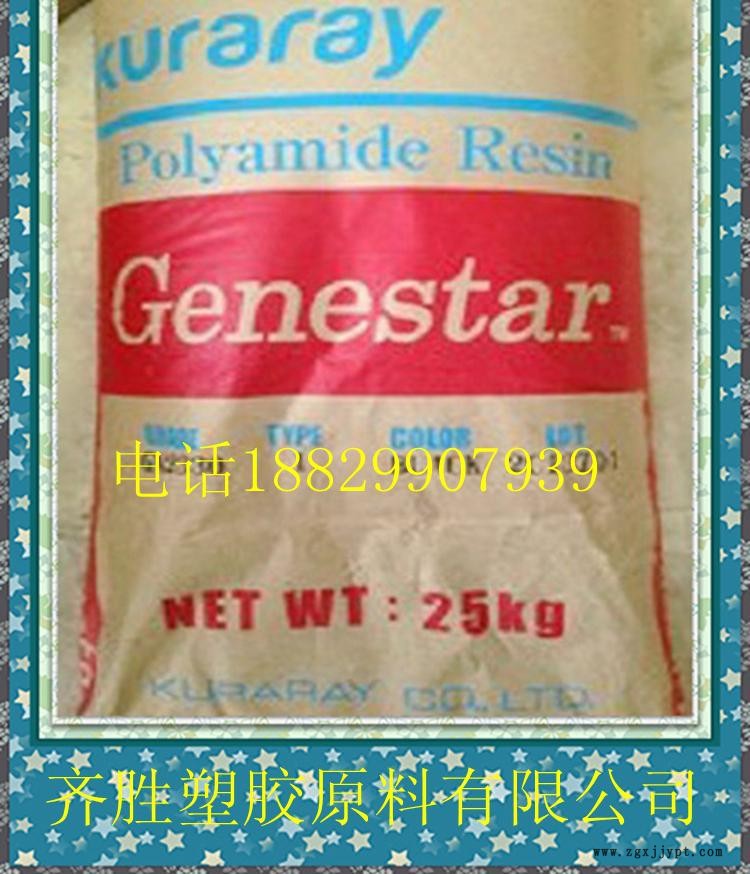 kuraray
Polyamide Resin
Genestar™
GRADE TYPE COLOR LOT
电话18829907939
NET WT : 25kg
KURARAY CO., LTD.
齐胜塑胶原料有限公司
www.zgxjjypt.com